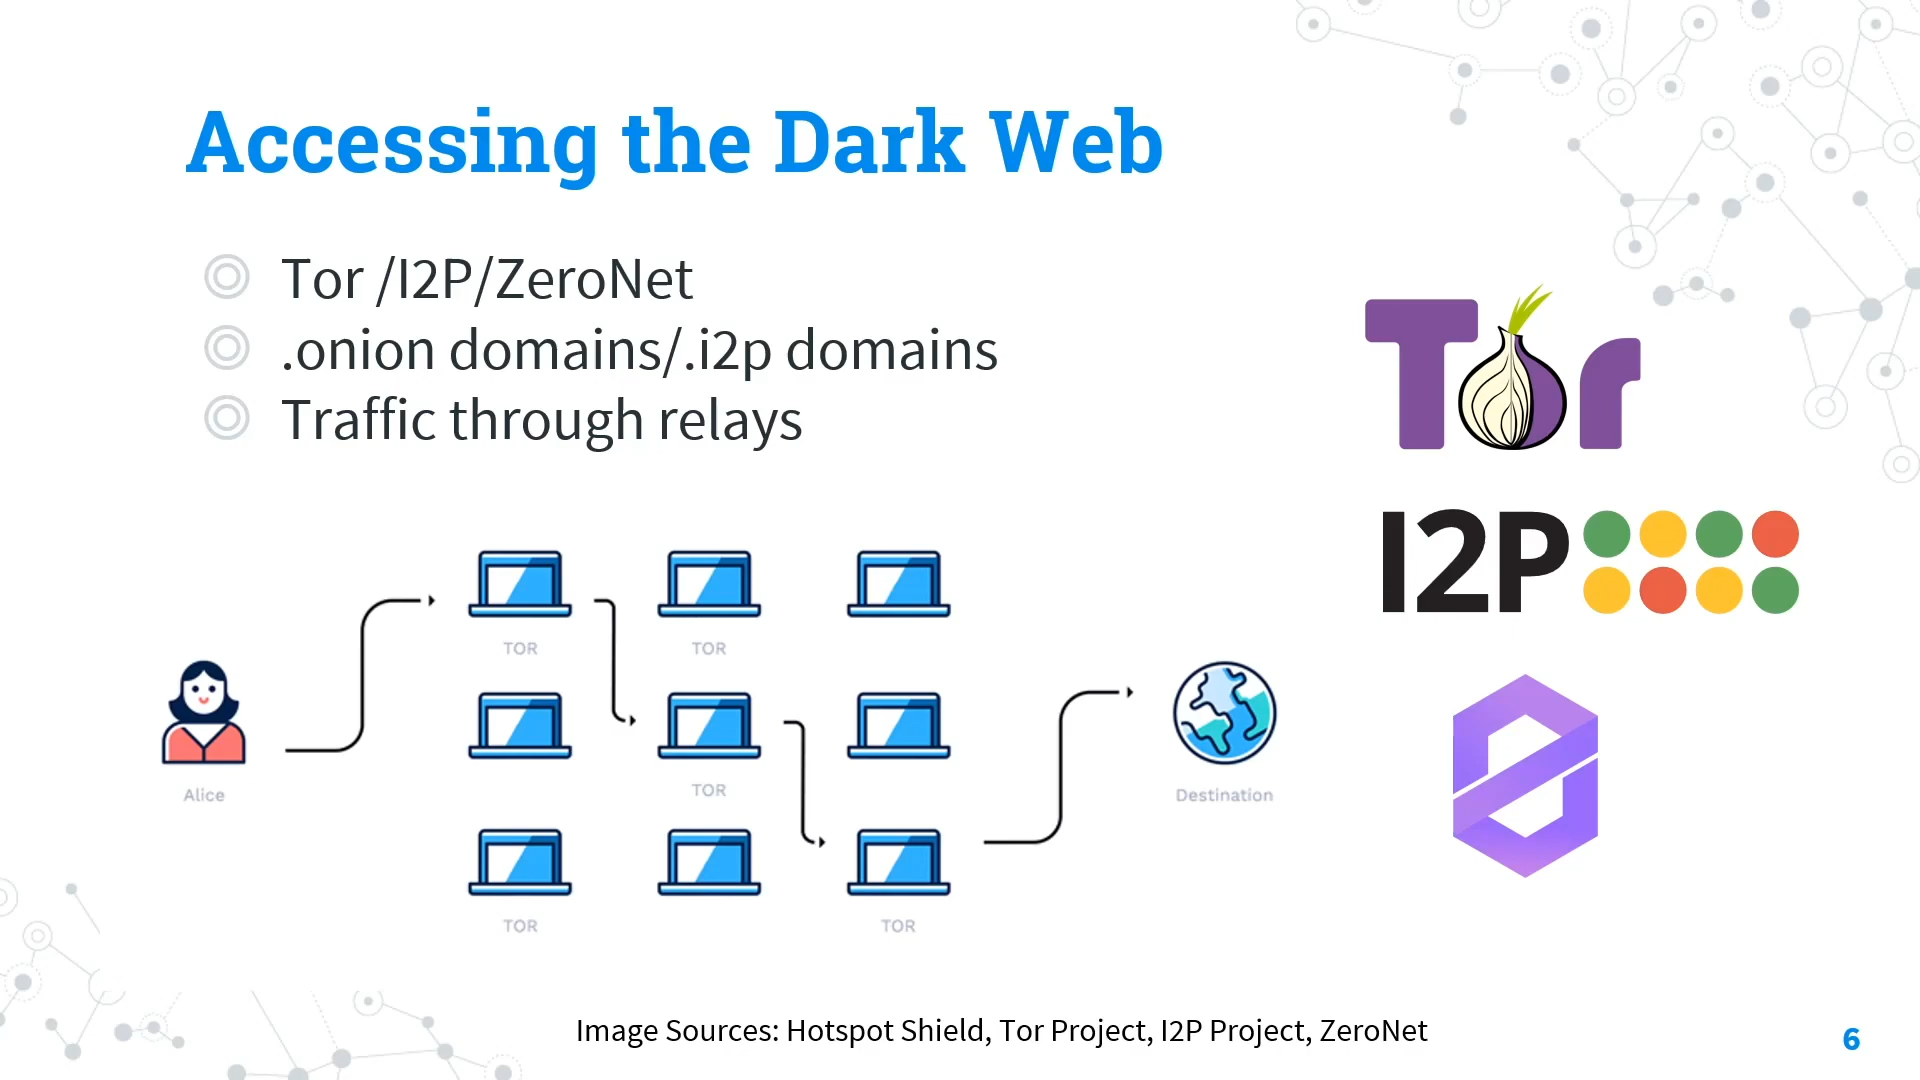 Accessing the Dark Web
Tor /I2P/ZeroNet
.onion domains/.i2p domains
Traffic through relays
Tor
I2P
TOR
TOR
Alice
TOR
Destination
TOR
TOR
Image Sources: Hotspot Shield, Tor Project, I2P Project, ZeroNet
6